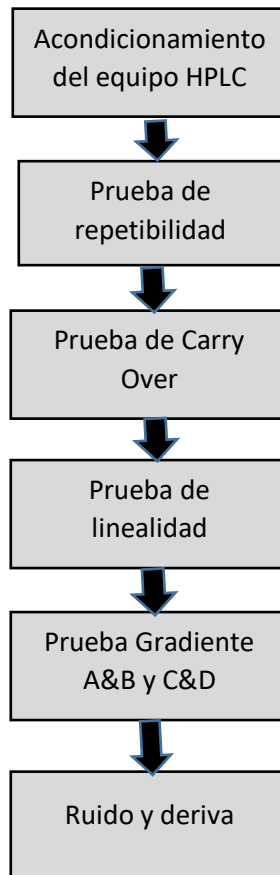 Acondicionamiento
del equipo HPLC
Prueba de
repetibilidad
Prueba de Carry
Over
Prueba de
linealidad
Prueba Gradiente
A&B y C&D
Ruido y deriva